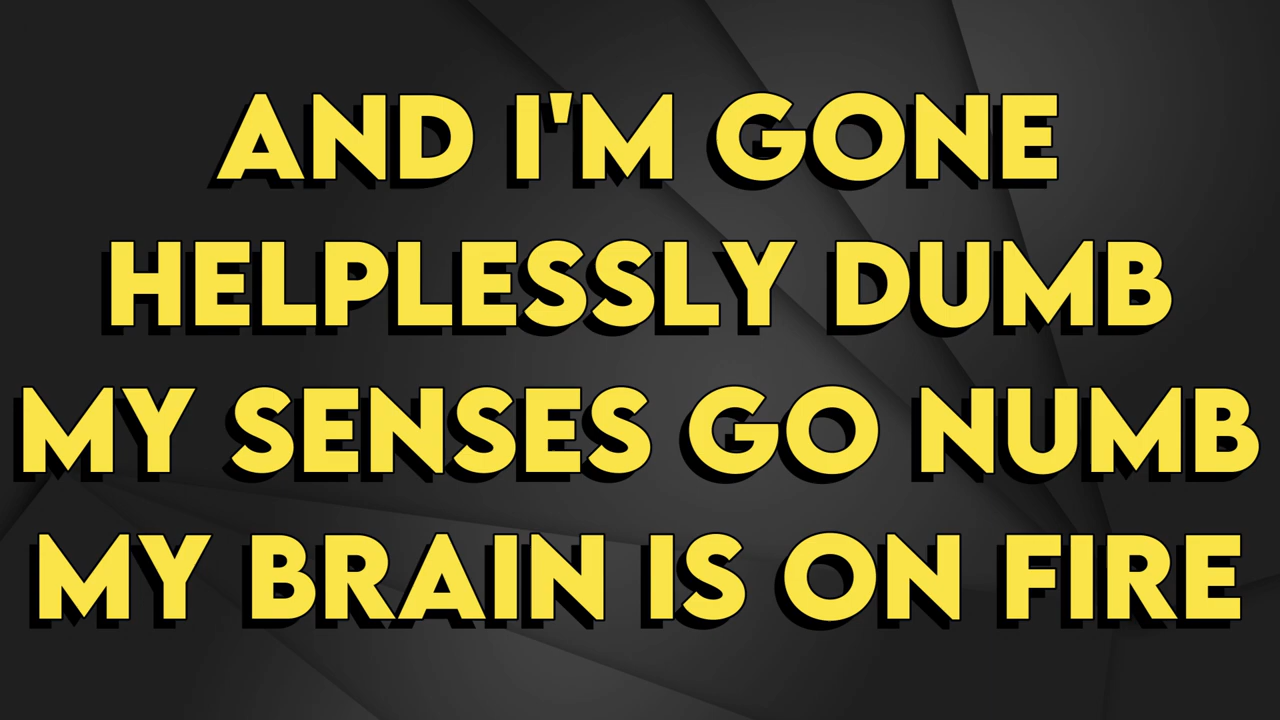 AND I'M GONE
HELPLESSLY DUMB
MY SENSES GO NUMB
MY BRAIN IS ON FIRE